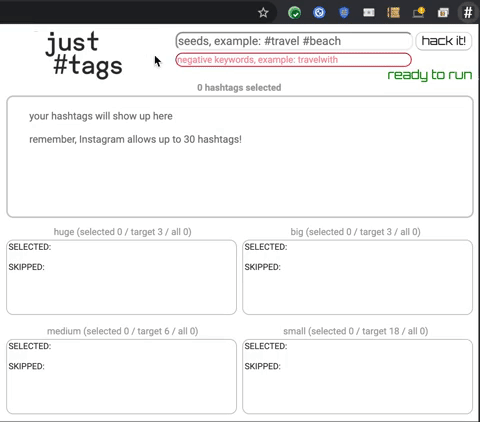 just
#tags
seeds, example: #travel #beach
hack it!
negative keywords, example: travelwith
ready to run
0 hashtags selected
your hashtags will show up here
remember, Instagram allows up to 30 hashtags!
huge (selected 0 / target 3 / all 0)
big (selected 0 / target 3 / all 0)
SELECTED:
SKIPPED:
SELECTED:
SKIPPED:
medium (selected 0 / target 6 / all 0)
small (selected 0 / target 18 / all 0)
SELECTED:
SKIPPED:
SELECTED:
SKIPPED: